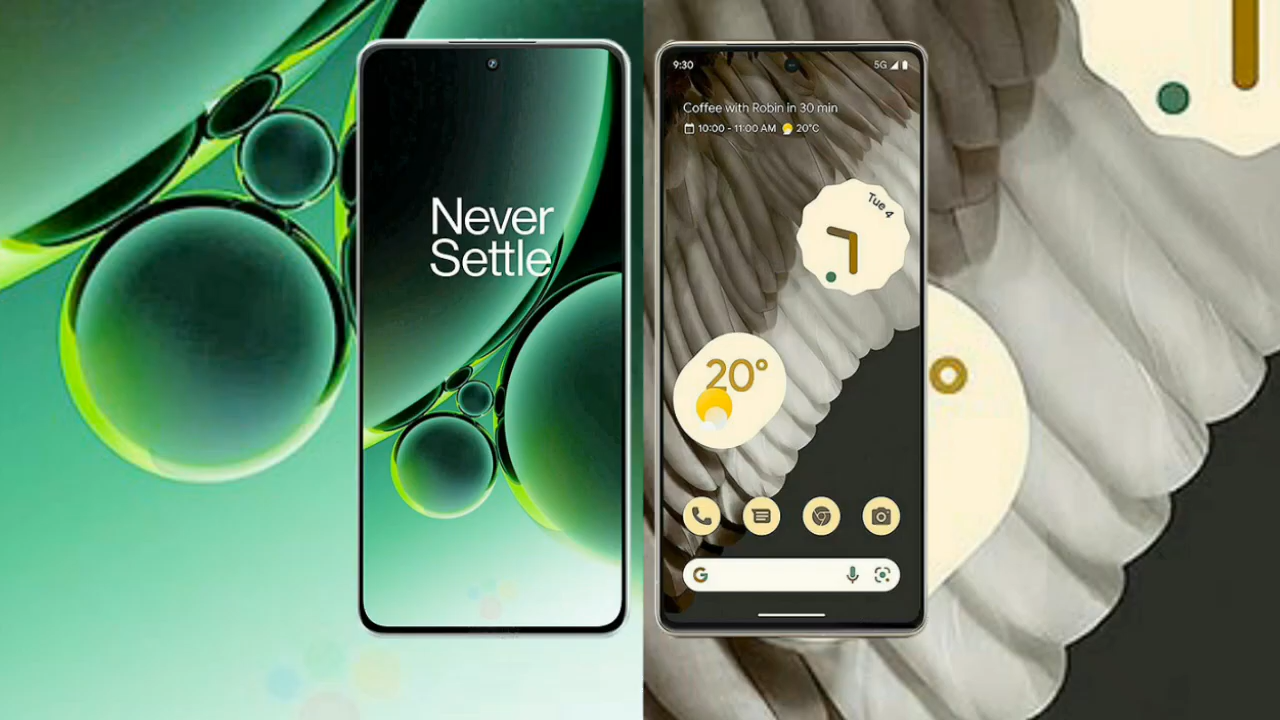 Never
Settle
9:30
5G
Coffee with Robin in 30 min
10:00 - 11:00 AM 20°C
Tue 4
20°